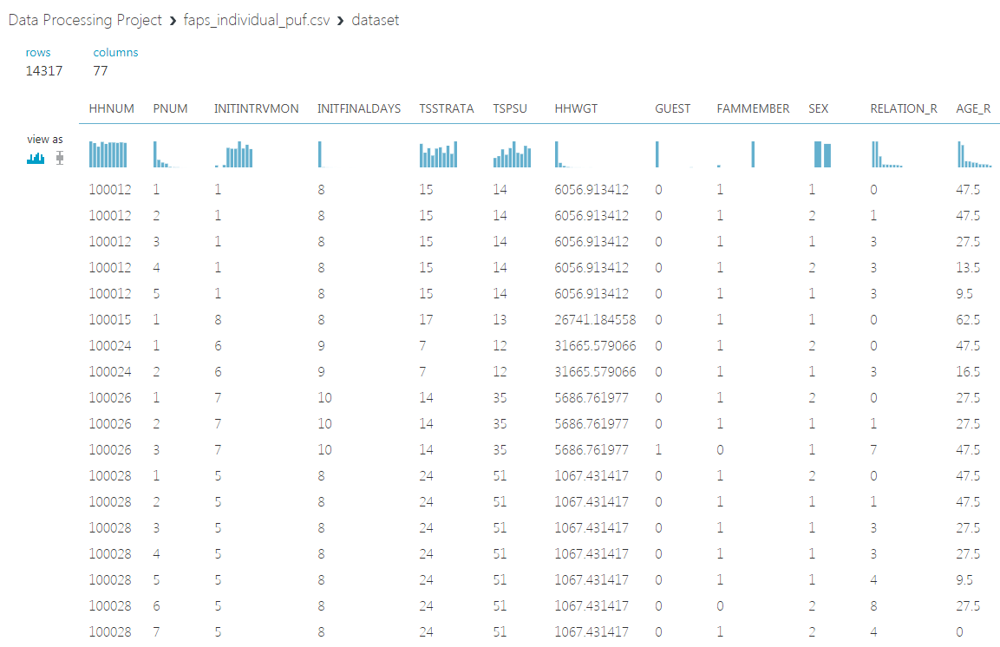 Data Processing Project › faps_individual_puf.csv › dataset
rows columns
14317 77
HHNUM PNUM INITINTRVMON INITFINALDAYS TSSTRATA TSPSU HHWGT GUEST FAMMEMBER SEX RELATION_R AGE_R
view as
100012 1 1 8 15 14 6056.913412 0 1 1 0 47.5
100012 2 1 8 15 14 6056.913412 0 1 2 1 47.5
100012 3 1 8 15 14 6056.913412 0 1 1 3 27.5
100012 4 1 8 15 14 6056.913412 0 1 2 3 13.5
100012 5 1 8 15 14 6056.913412 0 1 1 3 9.5
100015 1 8 8 17 13 26741.184558 0 1 1 0 62.5
100024 1 6 9 7 12 31665.579066 0 1 2 0 47.5
100024 2 6 9 7 12 31665.579066 0 1 1 3 16.5
100026 1 7 10 14 35 5686.761977 0 1 2 0 27.5
100026 2 7 10 14 35 5686.761977 0 1 1 1 27.5
100026 3 7 10 14 35 5686.761977 1 0 1 7 47.5
100028 1 5 8 24 51 1067.431417 0 1 2 0 47.5
100028 2 5 8 24 51 1067.431417 0 1 1 1 47.5
100028 3 5 8 24 51 1067.431417 0 1 1 3 27.5
100028 4 5 8 24 51 1067.431417 0 1 1 3 27.5
100028 5 5 8 24 51 1067.431417 0 1 1 4 9.5
100028 6 5 8 24 51 1067.431417 0 0 2 8 27.5
100028 7 5 8 24 51 1067.431417 0 1 2 4 0